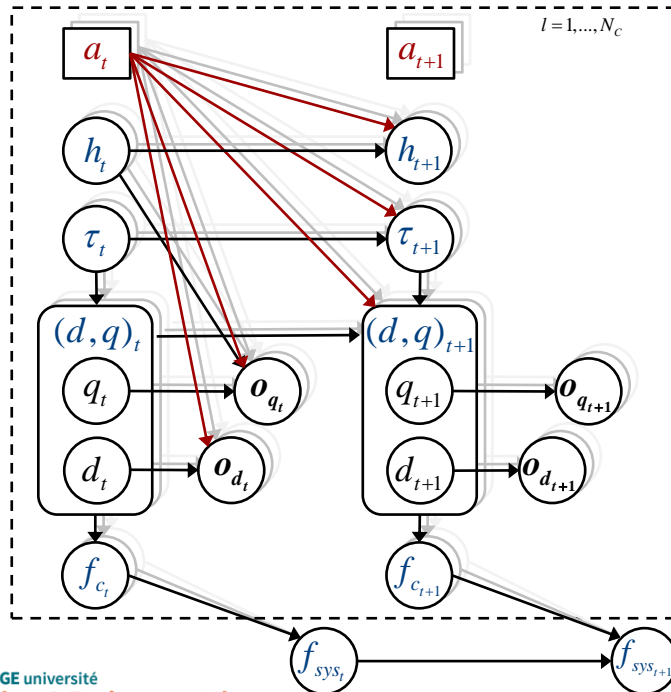 l = 1,...,N_C
a_t a_{t+1}
h_t h_{t+1}
τ_t τ_{t+1}
(d,q)_t (d,q)_{t+1}
q_t o_{q_t} q_{t+1} o_{q_{t+1}}
d_t o_{d_t} d_{t+1} o_{d_{t+1}}
f_{c_t} f_{c_{t+1}}
f_{sys_t} f_{sys_{t+1}}
GE université